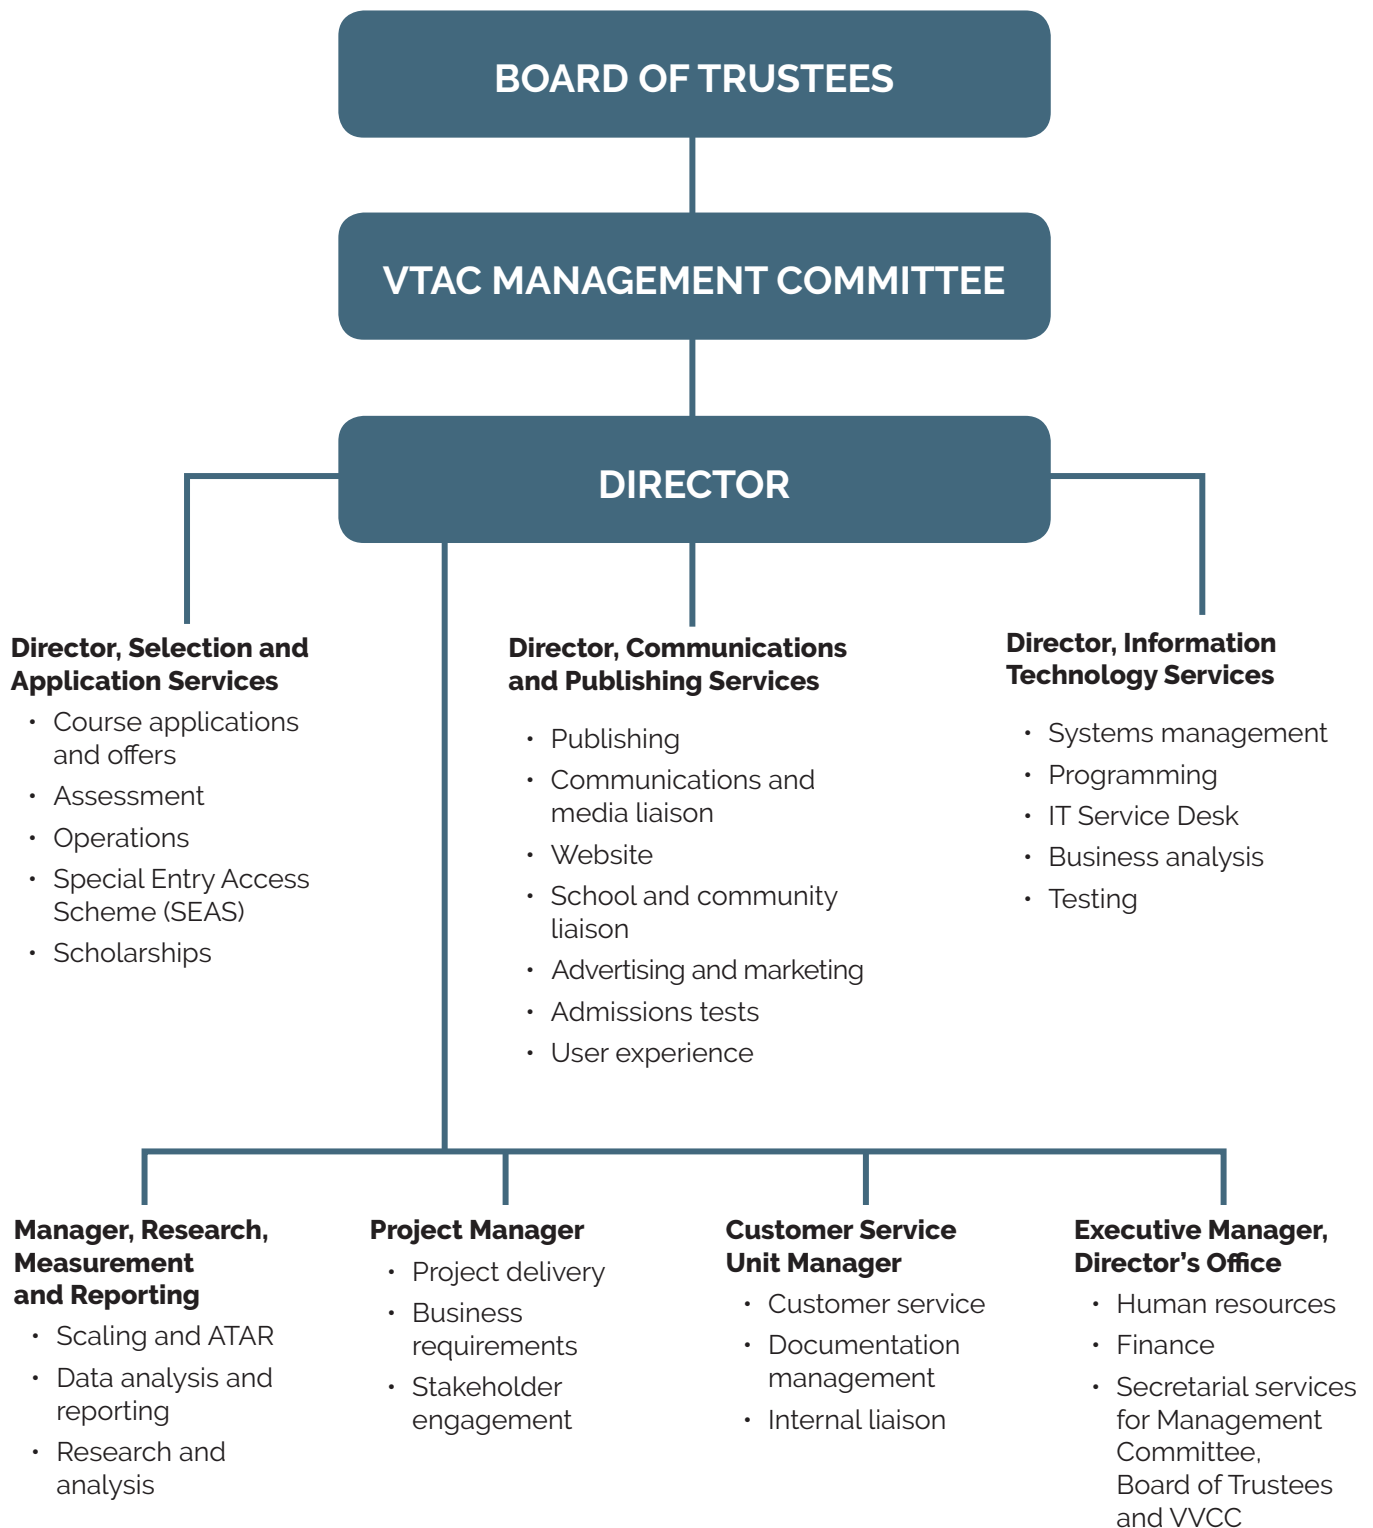 BOARD OF TRUSTEES
VTAC MANAGEMENT COMMITTEE
DIRECTOR
Director, Selection and
Application Services
• Course applications
and offers
• Assessment
• Operations
• Special Entry Access
Scheme (SEAS)
• Scholarships
Director, Communications
and Publishing Services
• Publishing
• Communications and
media liaison
• Website
• School and community
liaison
• Advertising and marketing
• Admissions tests
• User experience
Director, Information
Technology Services
• Systems management
• Programming
• IT Service Desk
• Business analysis
• Testing
Manager, Research,
Measurement
and Reporting
• Scaling and ATAR
• Data analysis and
reporting
• Research and
analysis
Project Manager
• Project delivery
• Business
requirements
• Stakeholder
engagement
Customer Service
Unit Manager
• Customer service
• Documentation
management
• Internal liaison
Executive Manager,
Director’s Office
• Human resources
• Finance
• Secretarial services
for Management
Committee,
Board of Trustees
and VVCC